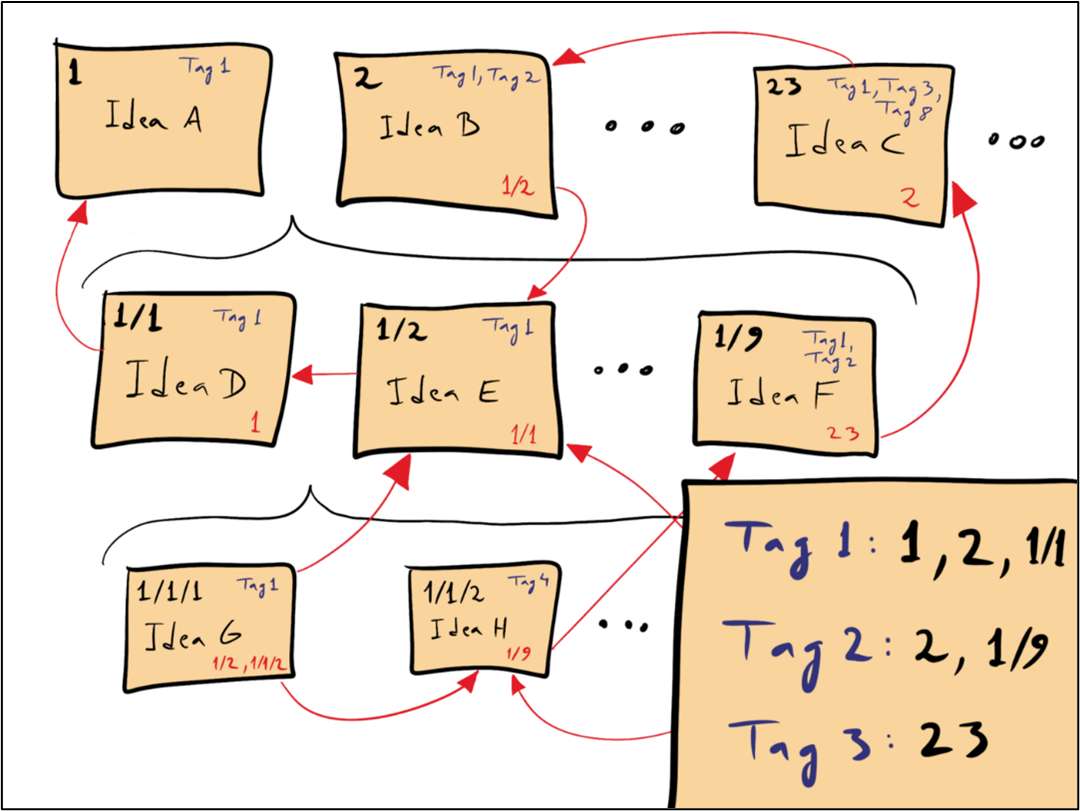 1 Tag 1
Idea A
2 Tag 1, Tag 2
Idea B
1/2
...
23 Tag 1, Tag 3,
Tag 8
Idea C
2
...
1/1 Tag 1
Idea D
1
1/2 Tag 1
Idea E
1/1
...
1/9 Tag 1,
Tag 2
Idea F
23
1/1/1 Tag 1
Idea G
1/2, 1/1/2
1/1/2 Tag 4
Idea H
1/9
...
Tag 1: 1, 2, 1/1
Tag 2: 2, 1/9
Tag 3: 23